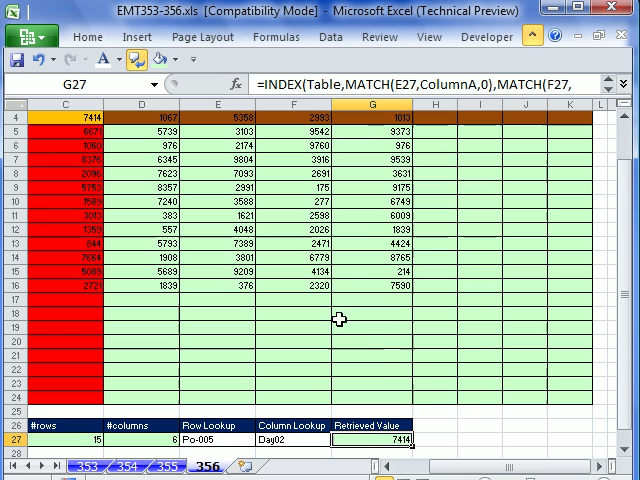 EMT353-356.xls [Compatibility Mode] - Microsoft Excel (Technical Preview)
Home Insert Page Layout Formulas Data Review View Developer
G27 fx =INDEX(Table,MATCH(E27,ColumnA,0),MATCH(F27,
C D E F G H I J K L
4 7414 1067 5358 2993 1013
5 6671 5739 3103 9542 9373
6 1060 976 2174 9760 976
7 8376 6345 9804 3916 9539
8 2096 7623 7093 2691 3631
9 5753 8357 2991 175 9175
10 1589 7240 3588 277 6749
11 3013 383 1621 2598 6009
12 1359 557 4048 2026 1839
13 844 5793 7389 2471 4424
14 7664 1908 3801 6779 8765
15 5089 5689 9209 4134 214
16 2721 1839 376 2320 7590
17
18
19
20
21
22
23
24
25
26 #rows #columns Row Lookup Column Lookup Retrieved Value
27 15 6 Po-005 Day02 7414
28
353 354 355 356